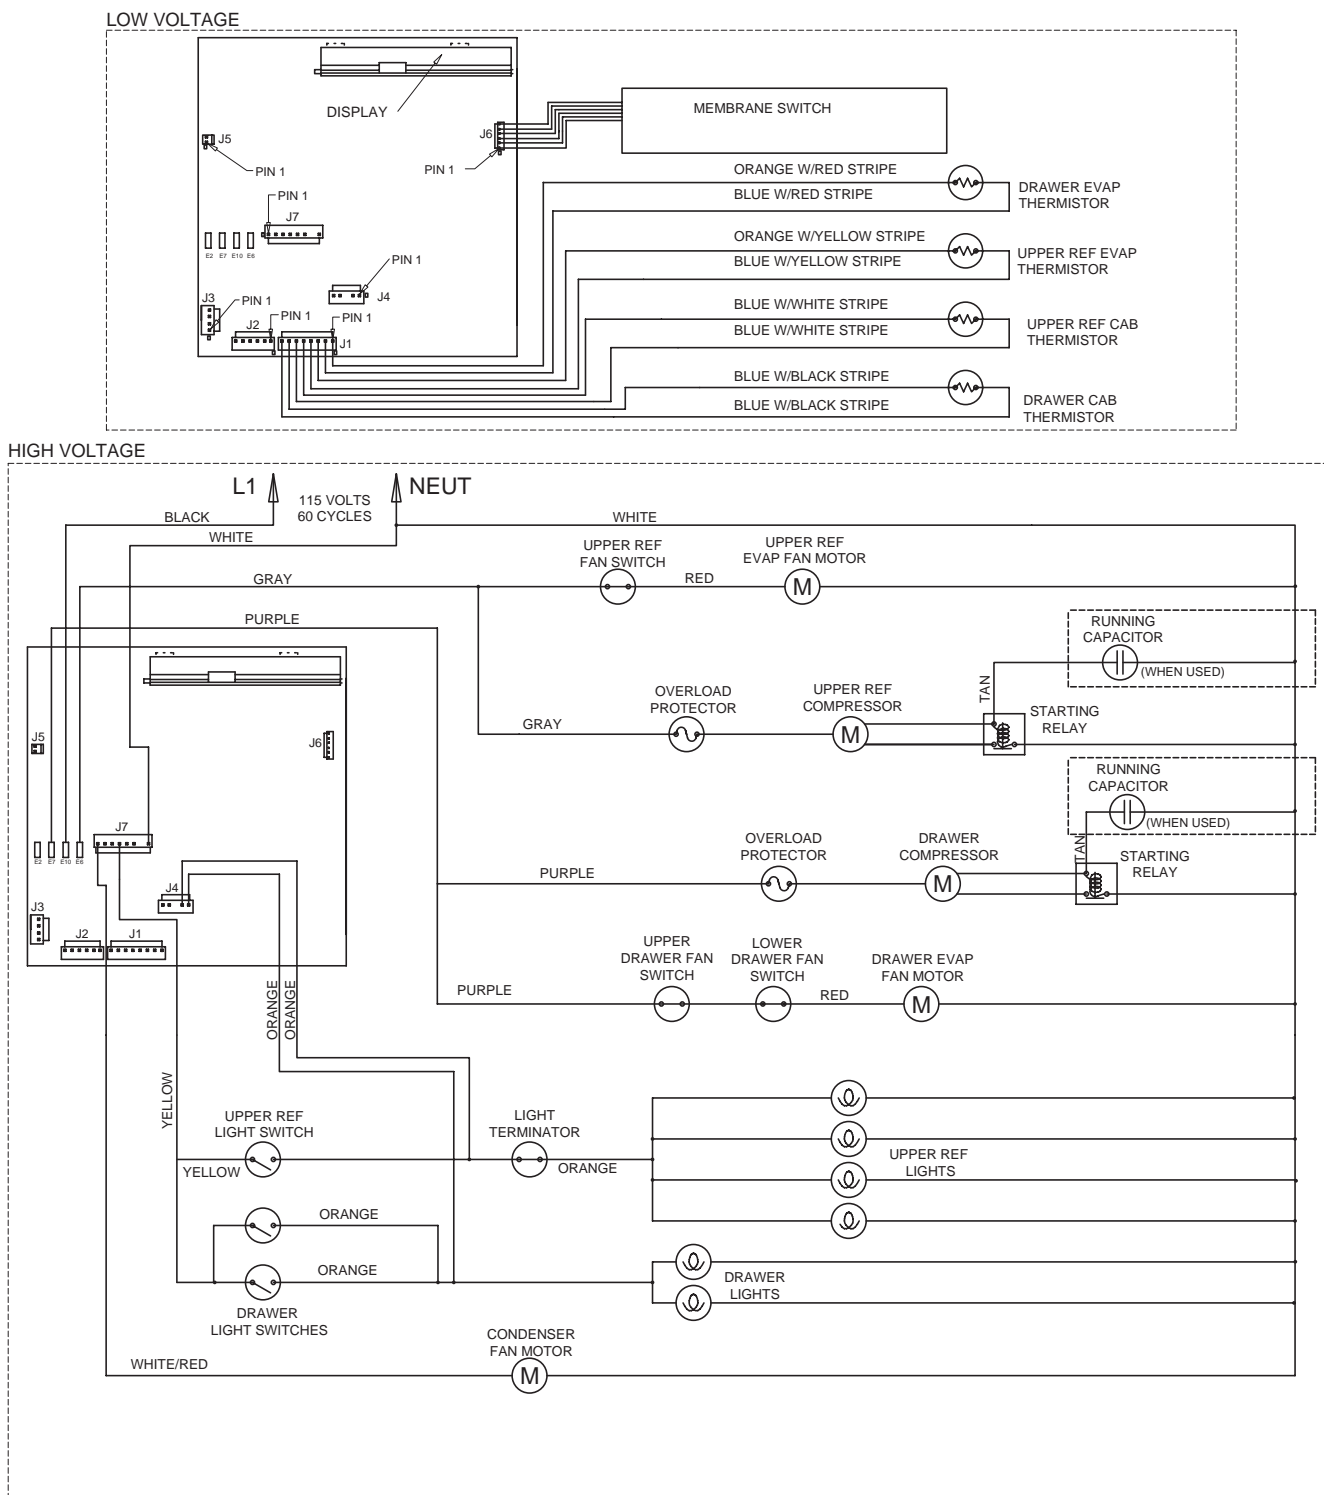 LOW VOLTAGE
DISPLAY
MEMBRANE SWITCH
J5
J6
PIN 1
PIN 1
PIN 1
J7
E2 E7 E10 E6
PIN 1
J4
J3
PIN 1
PIN 1
PIN 1
J2
J1
ORANGE W/RED STRIPE
BLUE W/RED STRIPE
DRAWER EVAP
THERMISTOR
ORANGE W/YELLOW STRIPE
BLUE W/YELLOW STRIPE
UPPER REF EVAP
THERMISTOR
BLUE W/WHITE STRIPE
BLUE W/WHITE STRIPE
UPPER REF CAB
THERMISTOR
BLUE W/BLACK STRIPE
BLUE W/BLACK STRIPE
DRAWER CAB
THERMISTOR
HIGH VOLTAGE
L1
115 VOLTS
60 CYCLES
NEUT
BLACK
WHITE
WHITE
GRAY
UPPER REF
FAN SWITCH
RED
UPPER REF
EVAP FAN MOTOR
M
PURPLE
RUNNING
CAPACITOR
(WHEN USED)
TAN
GRAY
OVERLOAD
PROTECTOR
UPPER REF
COMPRESSOR
M
STARTING
RELAY
J5
J6
RUNNING
CAPACITOR
(WHEN USED)
TAN
J7
E2 E7 E10 E6
PURPLE
OVERLOAD
PROTECTOR
DRAWER
COMPRESSOR
M
STARTING
RELAY
J4
J3
J2
J1
PURPLE
UPPER
DRAWER FAN
SWITCH
LOWER
DRAWER FAN
SWITCH
RED
DRAWER EVAP
FAN MOTOR
M
ORANGE
ORANGE
YELLOW
UPPER REF
LIGHT SWITCH
YELLOW
LIGHT
TERMINATOR
ORANGE
UPPER REF
LIGHTS
ORANGE
ORANGE
DRAWER
LIGHT SWITCHES
DRAWER
LIGHTS
WHITE/RED
CONDENSER
FAN MOTOR
M